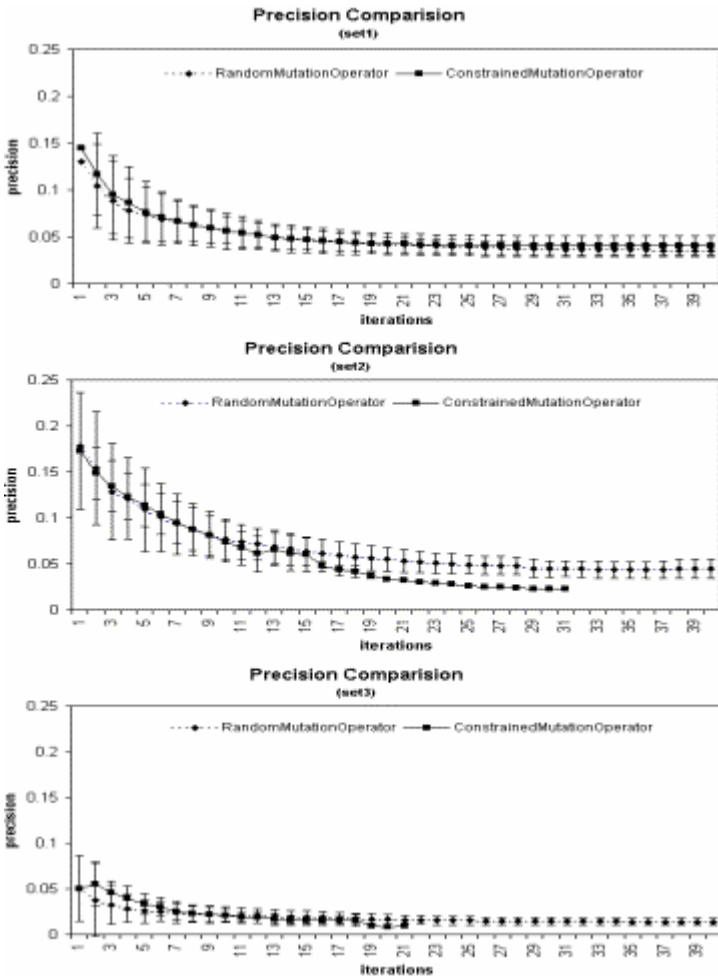 Precision Comparision
(set1)
0.25
RandomMutationOperator ConstrainedMutationOperator
0.2
0.15
precision
0.1
0.05
0
1 3 5 7 9 11 13 15 17 19 21 23 25 27 29 31 33 35 37 39
iterations
Precision Comparision
(set2)
0.25
RandomMutationOperator ConstrainedMutationOperator
0.2
0.15
precision
0.1
0.05
0
1 3 5 7 9 11 13 15 17 19 21 23 25 27 29 31 33 35 37 39
iterations
Precision Comparision
(set3)
0.25
RandomMutationOperator ConstrainedMutationOperator
0.2
0.15
precision
0.1
0.05
0
1 3 5 7 9 11 13 15 17 19 21 23 25 27 29 31 33 35 37 39
iterations